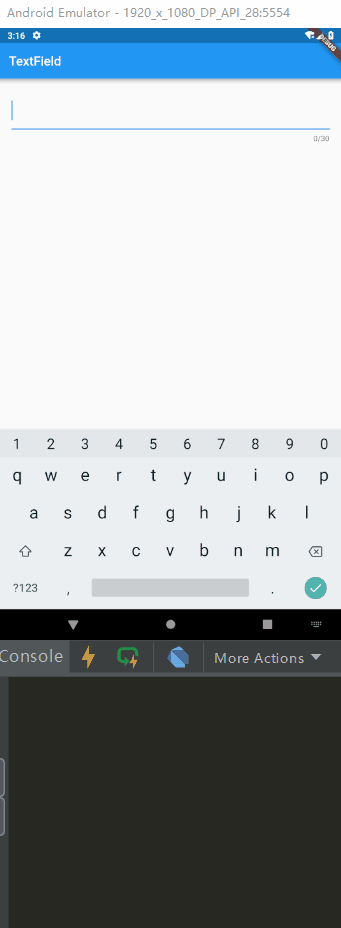 Android Emulator - 1920_x_1080_DP_API_28:5554
3:16
DEBUG
TextField
0/30
1 2 3 4 5 6 7 8 9 0
q w e r t y u i o p
a s d f g h j k l
z x c v b n m
?123 , .
Console More Actions